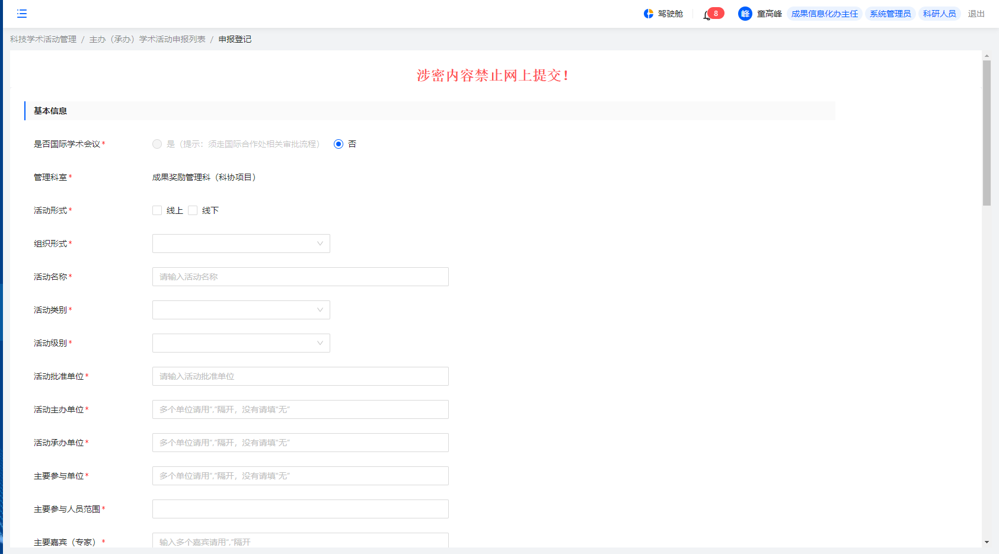 驾驶舱 8 峰 童高峰 成果信息化办主任 系统管理员 科研人员 退出
科技学术活动管理 / 主办（承办）学术活动申报列表 / 申报登记
涉密内容禁止网上提交！
基本信息
是否国际学术会议* 是（提示：须走国际合作处相关审批流程） 否
管理科室* 成果奖励管理科（科协项目）
活动形式* 线上 线下
组织形式*
活动名称* 请输入活动名称
活动类别*
活动级别*
活动批准单位* 请输入活动批准单位
活动主办单位* 多个单位请用","隔开，没有请填"无"
活动承办单位* 多个单位请用","隔开，没有请填"无"
主要参与单位* 多个单位请用","隔开，没有请填"无"
主要参与人员范围*
主要嘉宾（专家）* 输入多个嘉宾请用","隔开